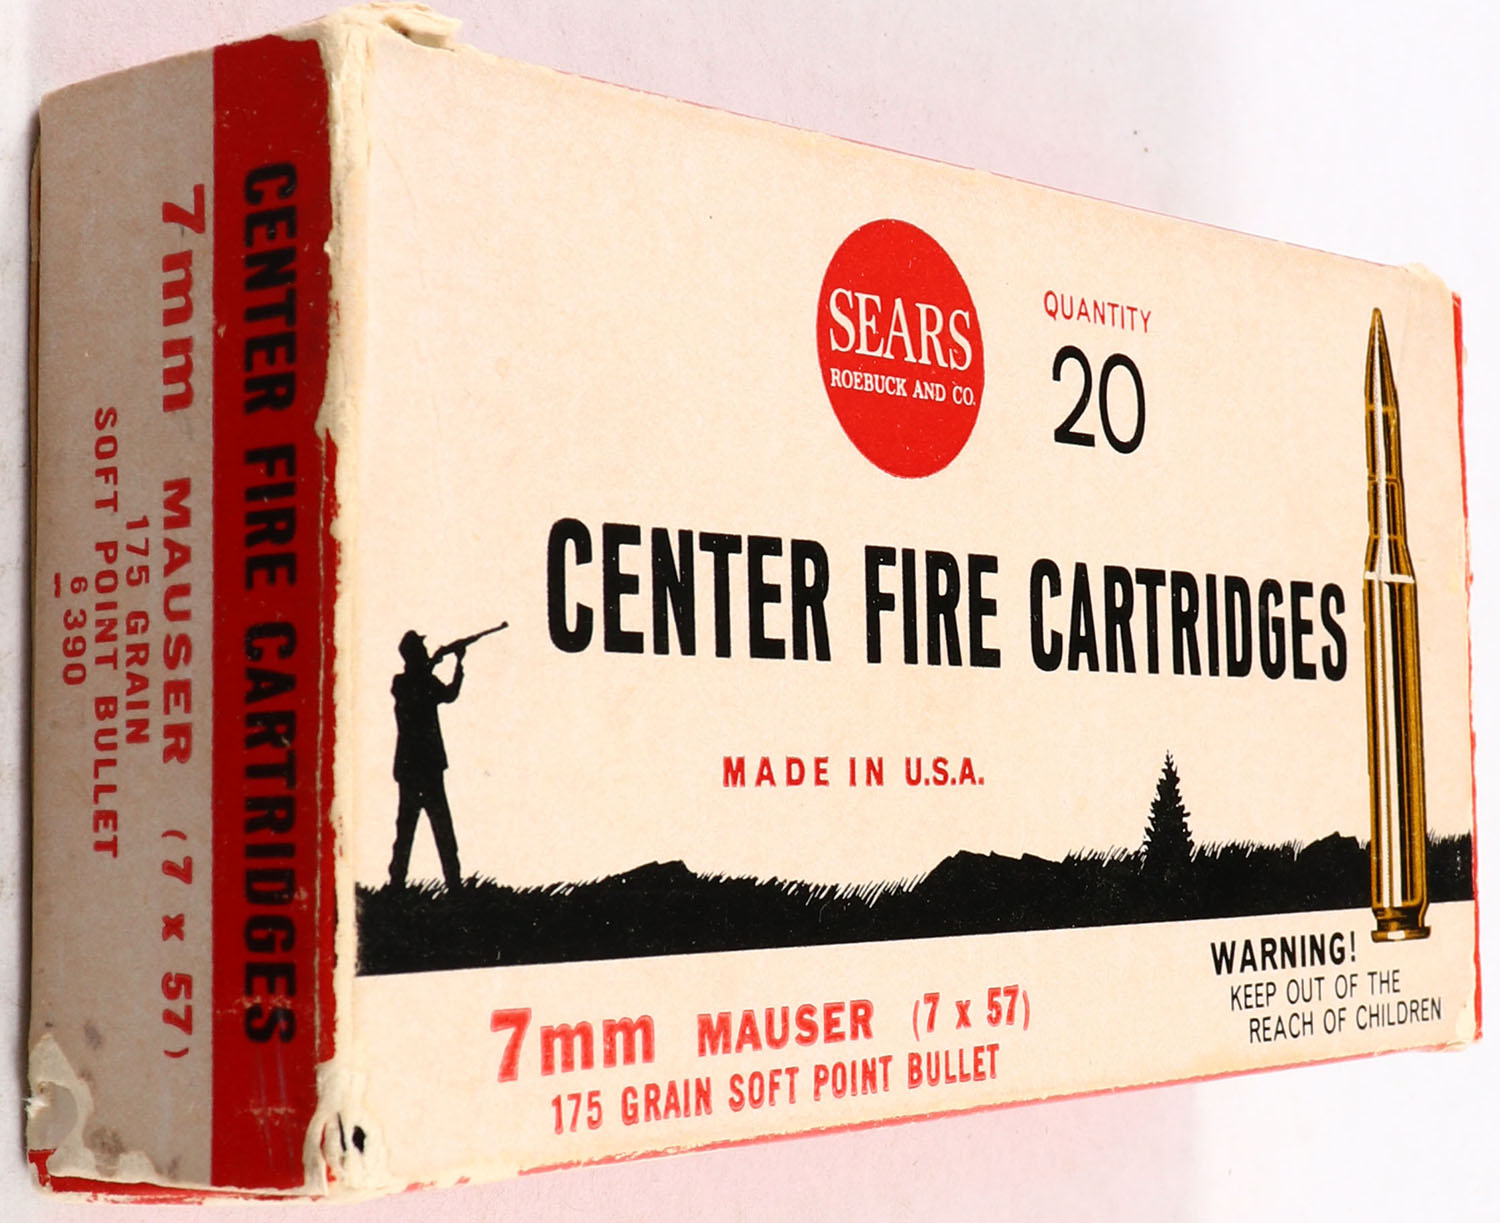 SEARS
ROEBUCK AND CO.
QUANTITY
20
CENTER FIRE CARTRIDGES
MADE IN U.S.A.
WARNING!
KEEP OUT OF THE
REACH OF CHILDREN
7mm MAUSER (7 x 57)
175 GRAIN SOFT POINT BULLET
CENTER FIRE CARTRIDGES
7mm MAUSER (7 x 57)
175 GRAIN
SOFT POINT BULLET
6 390